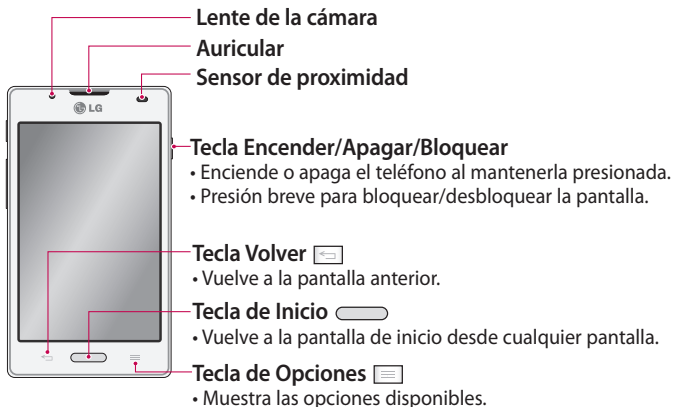 Lente de la cámara
Auricular
Sensor de proximidad
LG
Tecla Encender/Apagar/Bloquear
• Enciende o apaga el teléfono al mantenerla presionada.
• Presión breve para bloquear/desbloquear la pantalla.
Tecla Volver
• Vuelve a la pantalla anterior.
Tecla de Inicio
• Vuelve a la pantalla de inicio desde cualquier pantalla.
Tecla de Opciones
• Muestra las opciones disponibles.